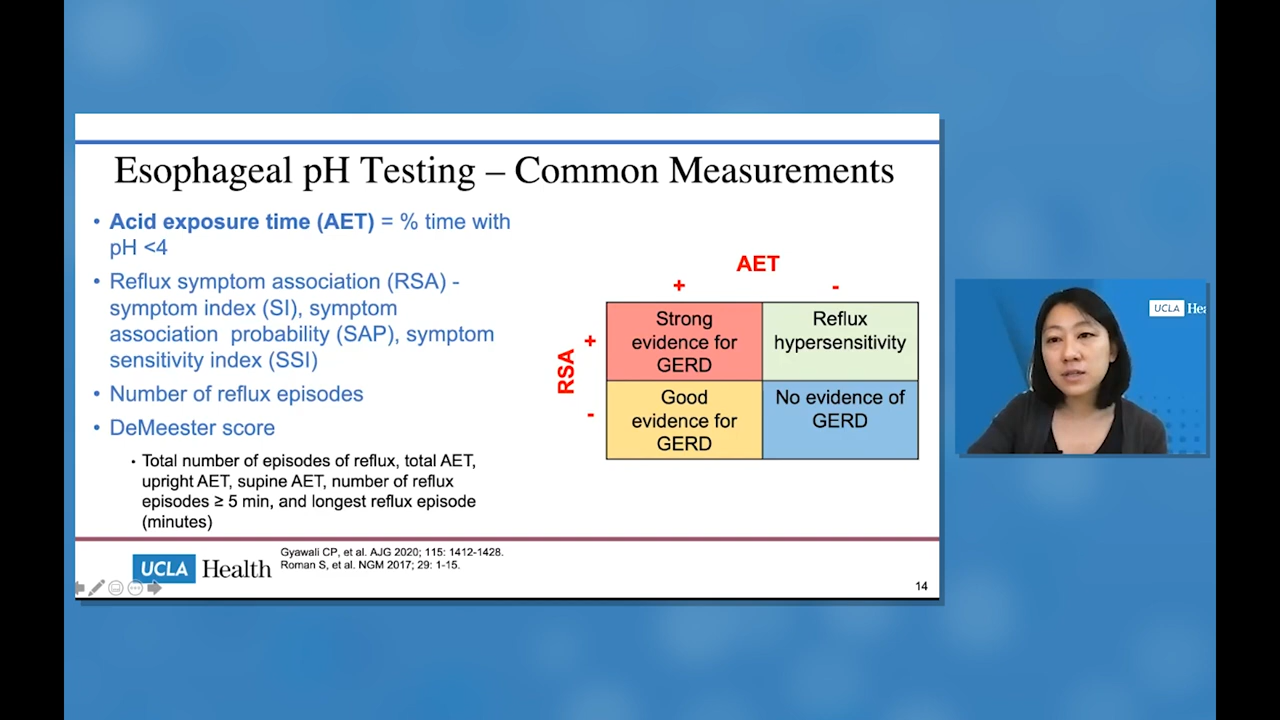 Esophageal pH Testing – Common Measurements
• Acid exposure time (AET) = % time with
pH <4
• Reflux symptom association (RSA) -
symptom index (SI), symptom
association probability (SAP), symptom
sensitivity index (SSI)
• Number of reflux episodes
• DeMeester score
• Total number of episodes of reflux, total AET,
upright AET, supine AET, number of reflux
episodes ≥ 5 min, and longest reflux episode
(minutes)
AET
+ -
RSA
+
-
Strong
evidence for
GERD
Reflux
hypersensitivity
Good
evidence for
GERD
No evidence of
GERD
UCLA Health
Gyawali CP, et al. AJG 2020; 115: 1412-1428.
Roman S, et al. NGM 2017; 29: 1-15.
14
UCLA Hea